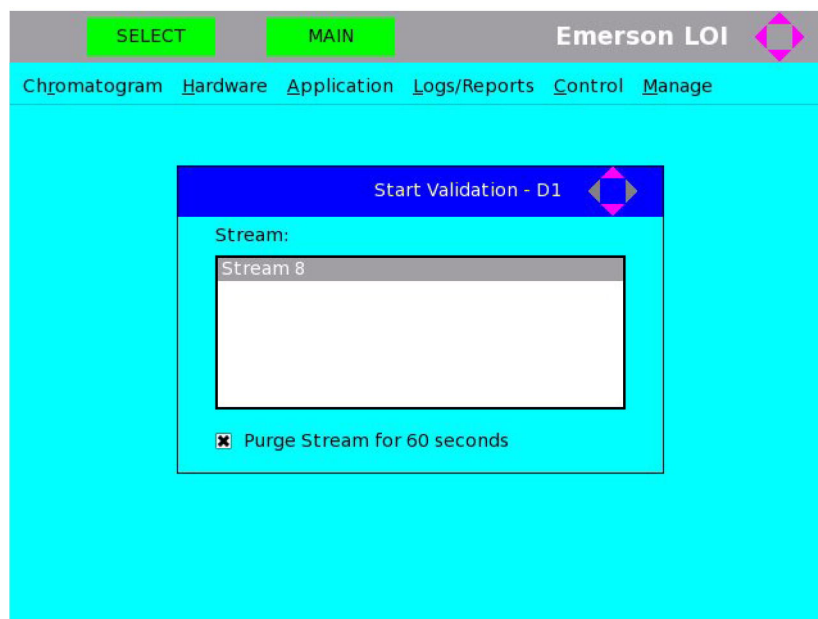 SELECT MAIN Emerson LOI
Chromatogram Hardware Application Logs/Reports Control Manage
Start Validation - D1
Stream:
Stream 8
Purge Stream for 60 seconds